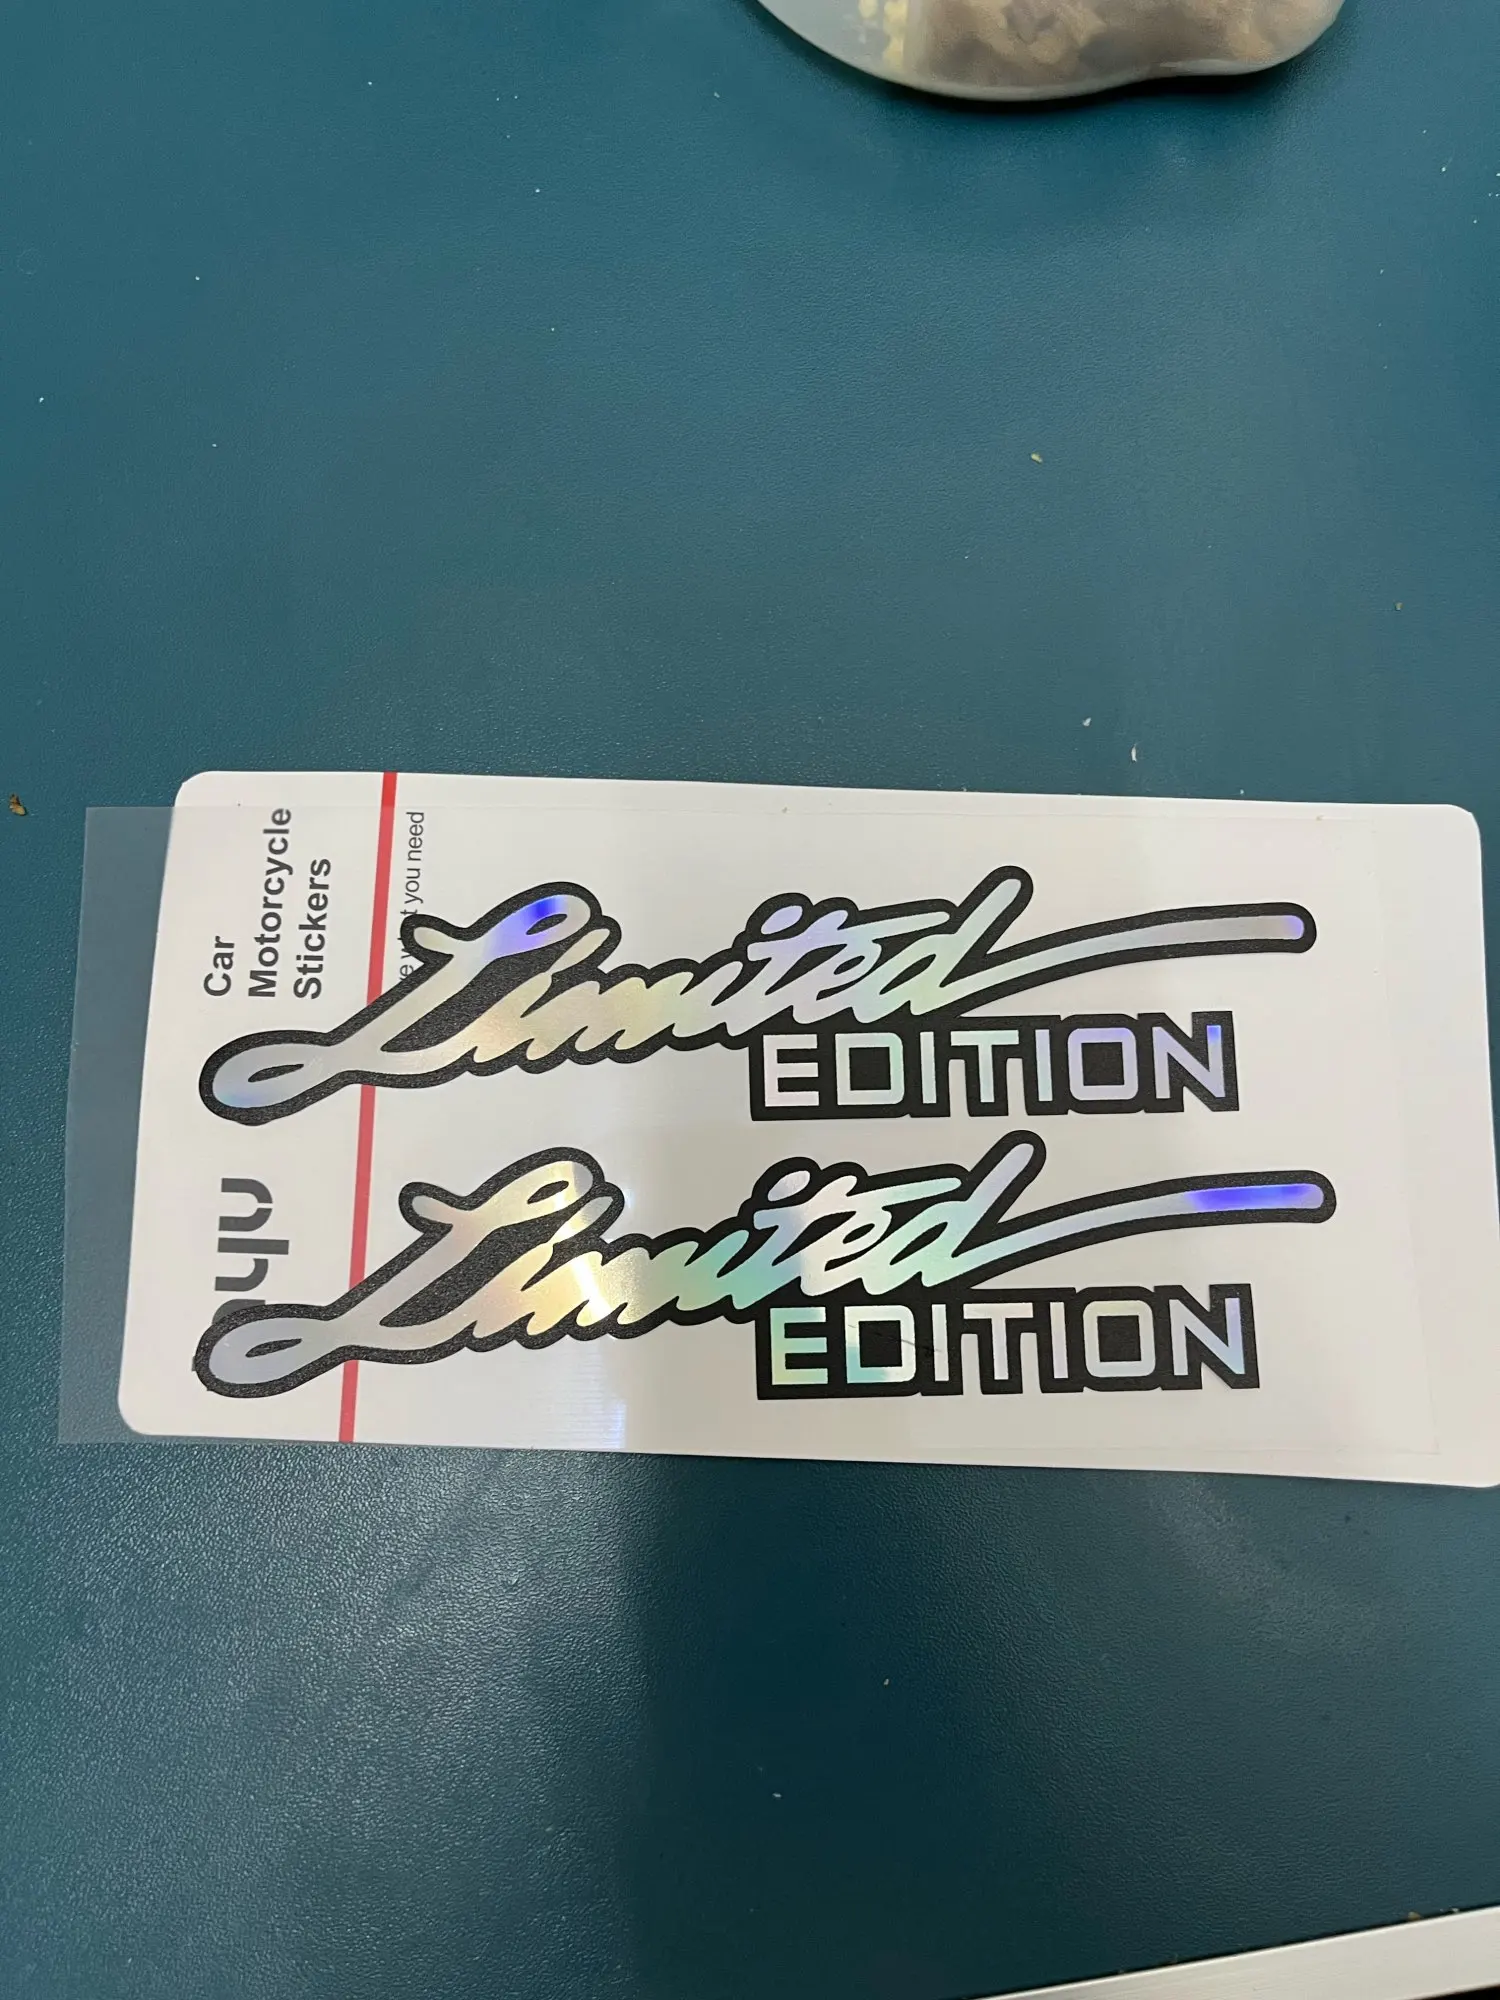 Car
Motorcycle
Stickers
you need
Limited
EDITION
Limited
EDITION